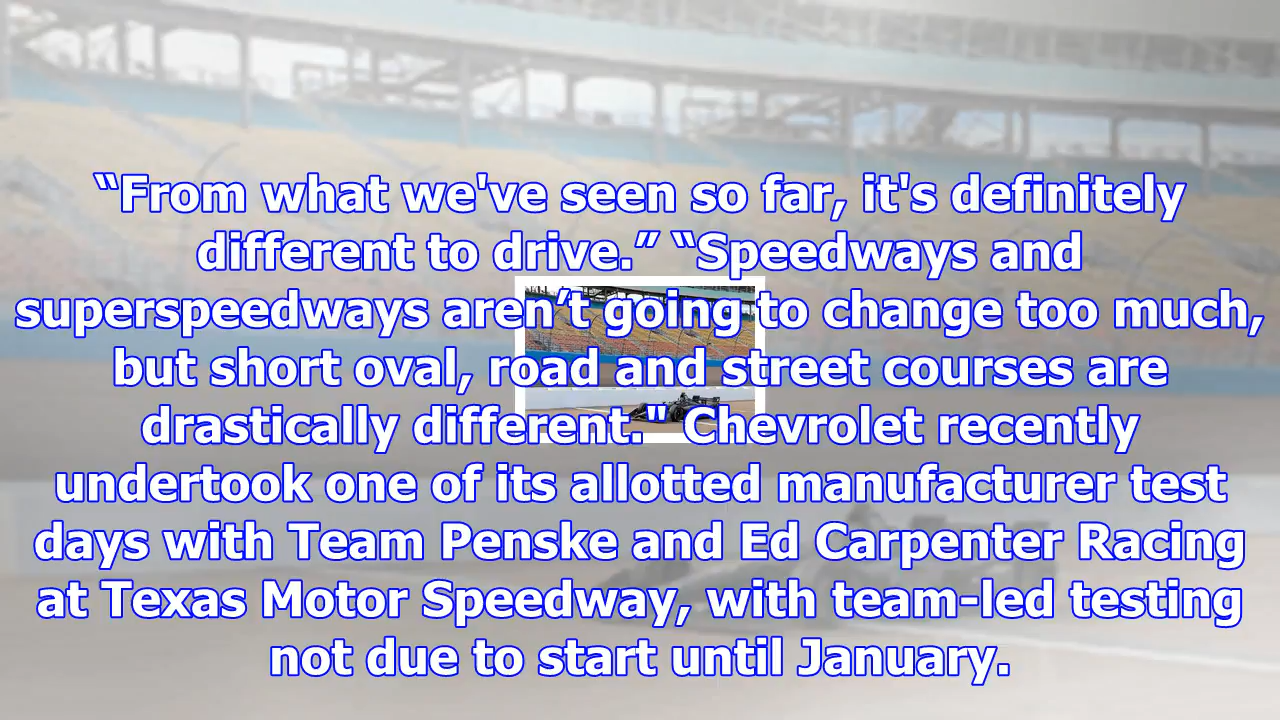 “From what we've seen so far, it's definitely
different to drive.” “Speedways and
superspeedways aren’t going to change too much,
but short oval, road and street courses are
drastically different." Chevrolet recently
undertook one of its allotted manufacturer test
days with Team Penske and Ed Carpenter Racing
at Texas Motor Speedway, with team-led testing
not due to start until January.